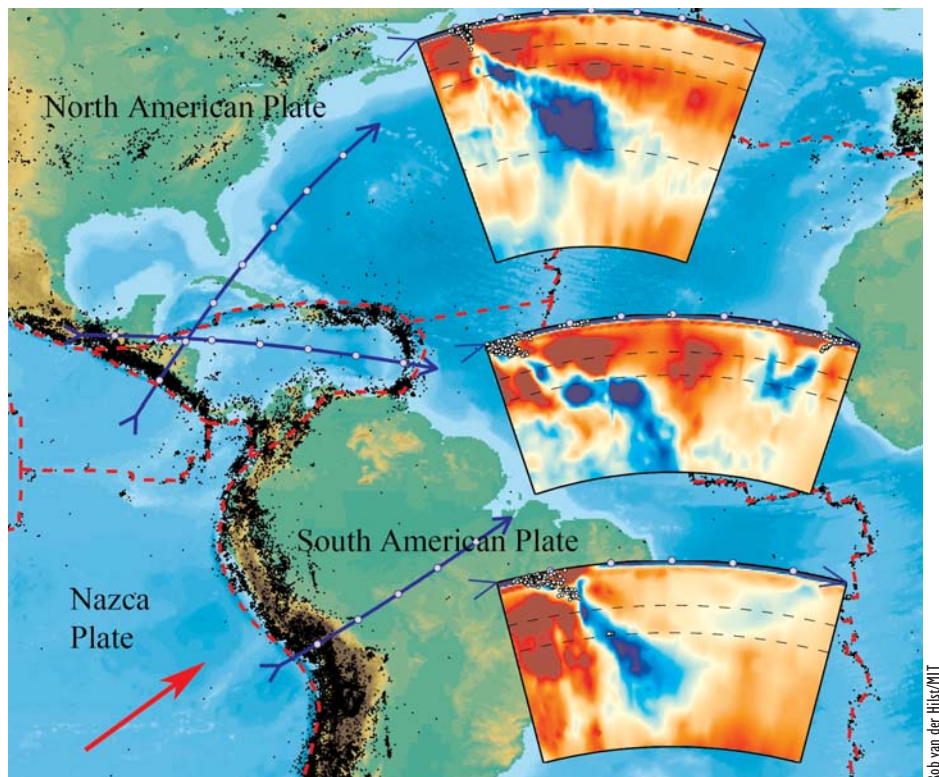 North American Plate
South American Plate
Nazca
Plate
ob van der Hilst/MIT